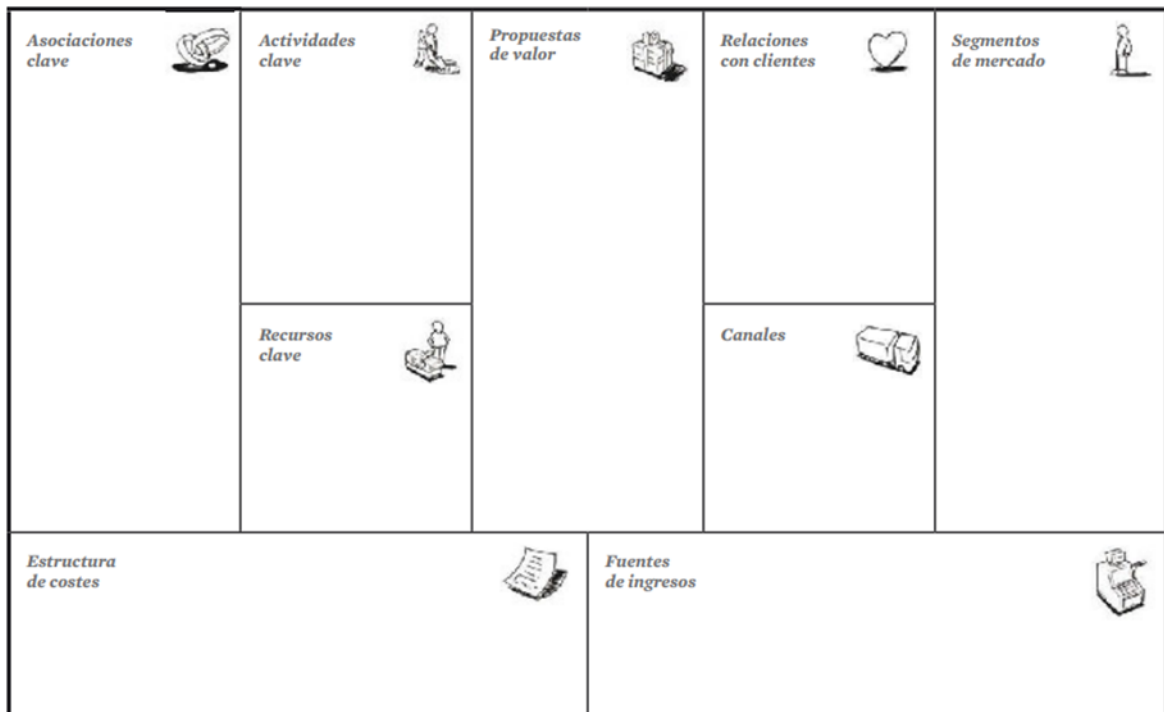 Asociaciones
clave
Actividades
clave
Propuestas
de valor
Relaciones
con clientes
Segmentos
de mercado
Recursos
clave
Canales
Estructura
de costes
Fuentes
de ingresos